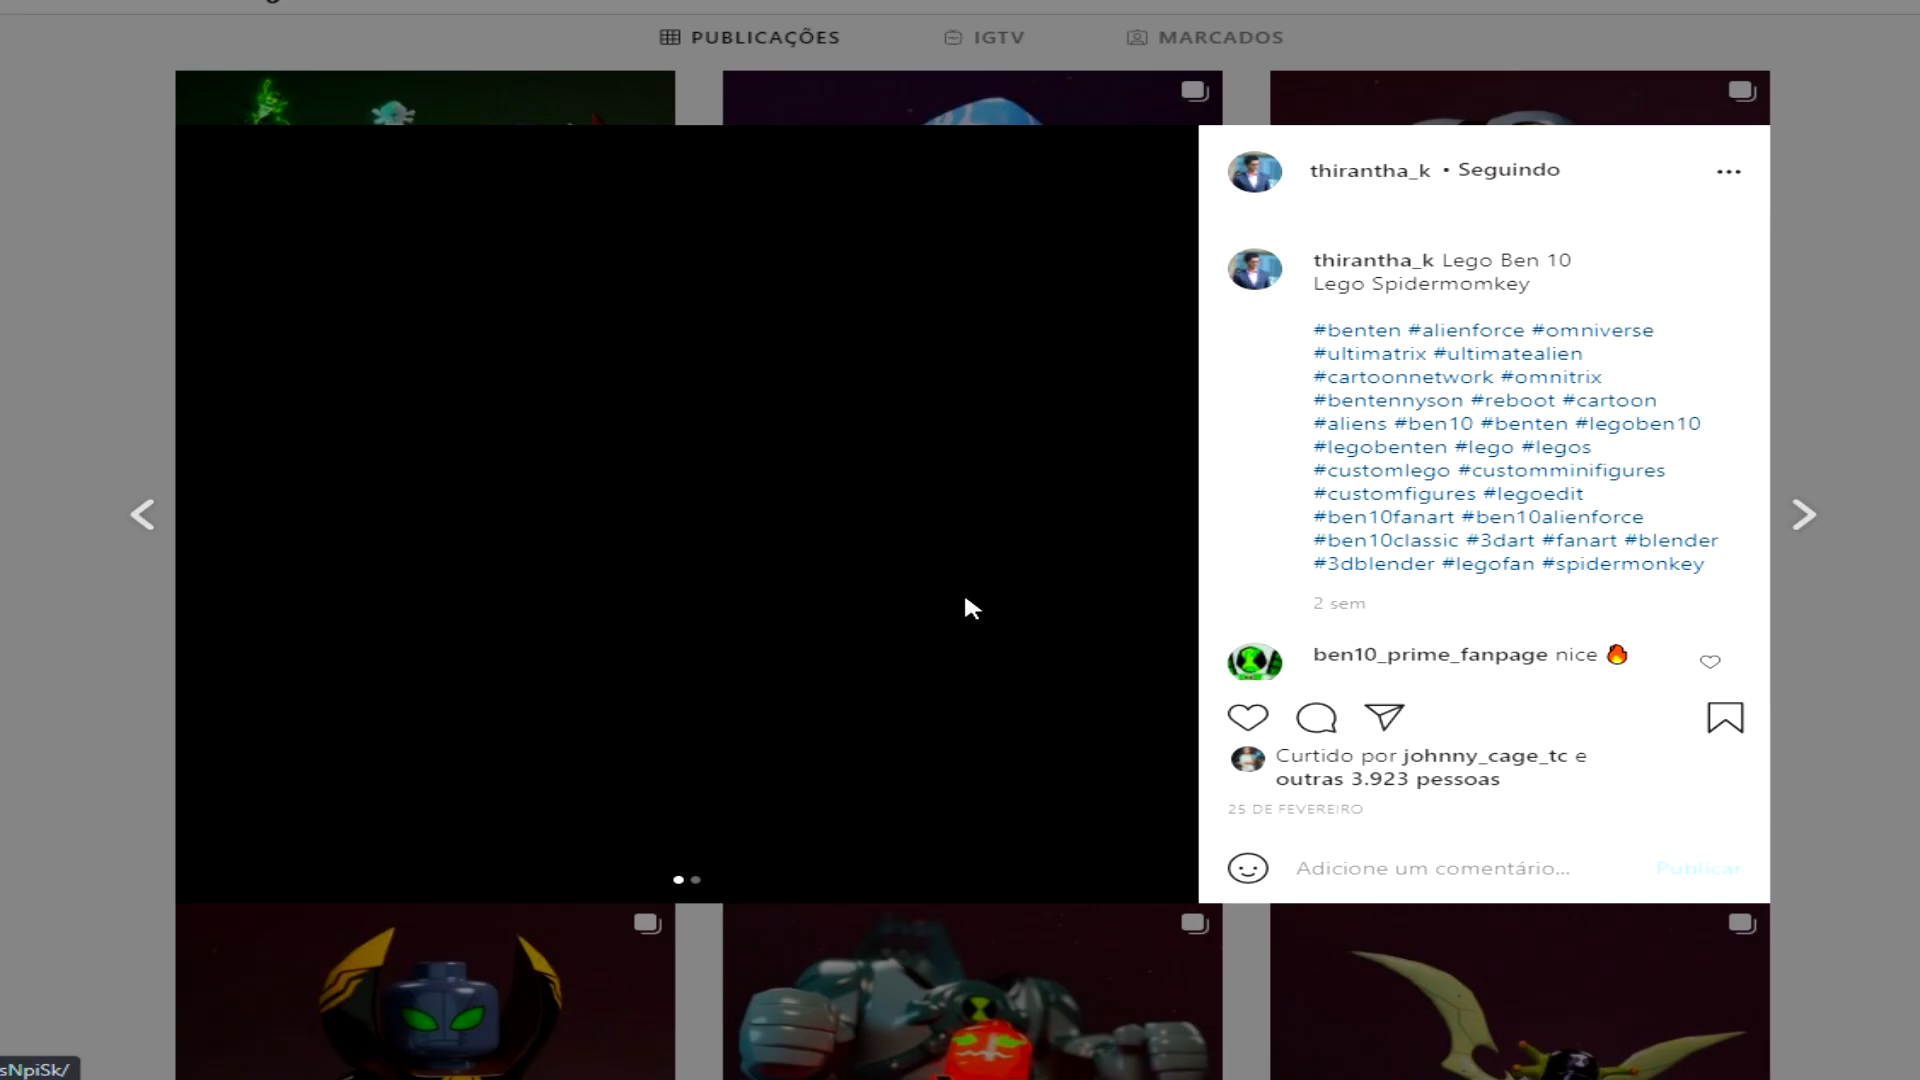 PUBLICAÇÕES IGTV MARCADOS
thirantha_k • Seguindo
thirantha_k Lego Ben 10
Lego Spidermomkey
#benten #alienforce #omniverse
#ultimatrix #ultimatealien
#cartoonnetwork #omnitrix
#bentennyson #reboot #cartoon
#aliens #ben10 #benten #legoben10
#legobenten #lego #legos
#customlego #customminifigures
#customfigures #legoedit
#ben10fanart #ben10alienforce
#ben10classic #3dart #fanart #blender
#3dblender #legofan #spidermonkey
2 sem
ben10_prime_fanpage nice 🔥
Curtido por johnny_cage_tc e
outras 3.923 pessoas
25 DE FEVEREIRO
Adicione um comentário... Publicar
sNpiSk/